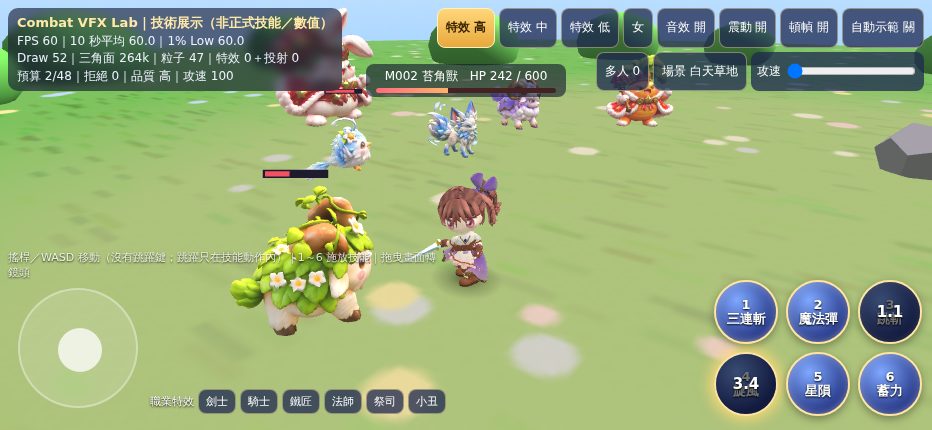 Combat VFX Lab｜技術展示（非正式技能／數值）
FPS 60｜10 秒平均 60.0｜1% Low 60.0
Draw 52｜三角面 264k｜粒子 47｜特效 0＋投射 0
預算 2/48｜拒絕 0｜品質 高｜攻速 100
特效 高
特效 中
特效 低
女
音效 開
震動 開
頓幀 開
自動示範 關
多人 0
場景 白天草地
攻速
M002 苔角獸 HP 242 / 600
搖桿／WASD 移動（沒有跳躍鍵；跳躍只在技能動作內）｜1～6 施放技能｜拖曳畫面轉
鏡頭
1
三連斬
2
魔法彈
3
跳斬
1.1
4
旋風
3.4
5
星隕
6
蓄力
職業特效
劍士
騎士
鐵匠
法師
祭司
小丑